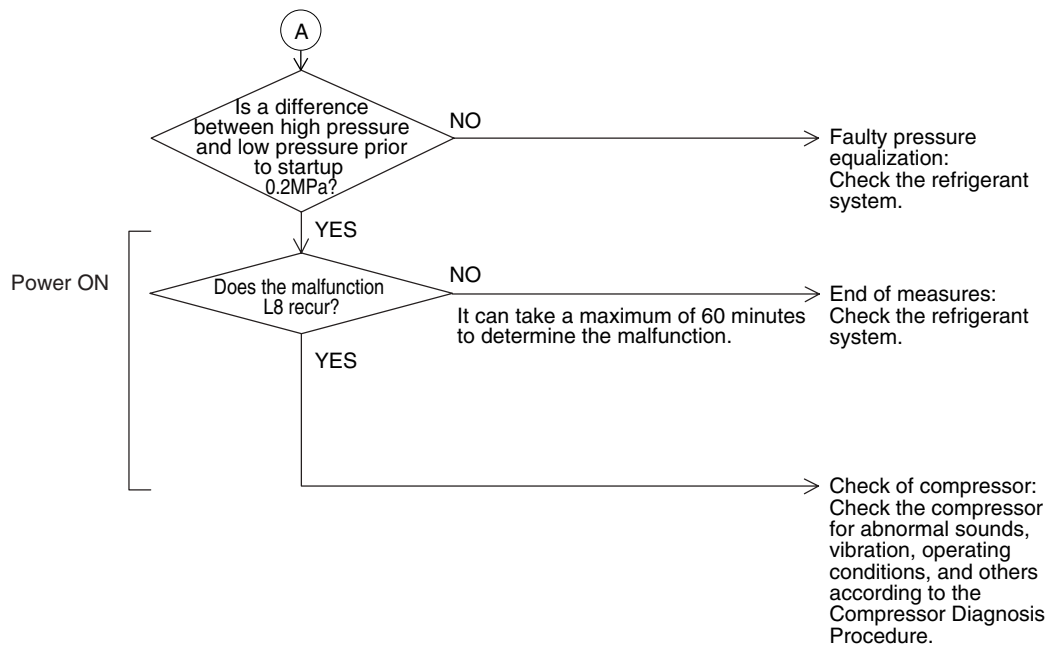 A
Is a difference
between high pressure
and low pressure prior
to startup
0.2MPa?
NO
Faulty pressure
equalization:
Check the refrigerant
system.
YES
Power ON
Does the malfunction
L8 recur?
NO
It can take a maximum of 60 minutes
to determine the malfunction.
End of measures:
Check the refrigerant
system.
YES
Check of compressor:
Check the compressor
for abnormal sounds,
vibration, operating
conditions, and others
according to the
Compressor Diagnosis
Procedure.